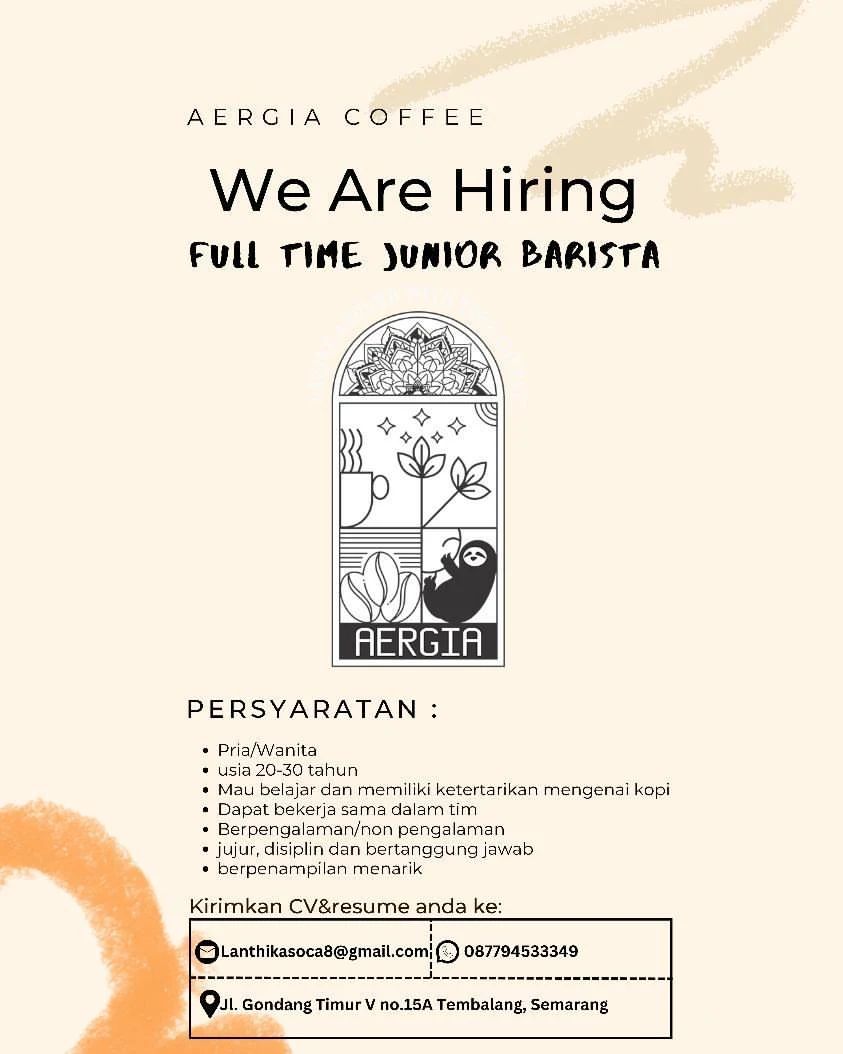 AERGIA COFFEE
We Are Hiring
FULL TIME JUNIOR BARISTA
AERGIA
PERSYARATAN :
• Pria/Wanita
• usia 20-30 tahun
• Mau belajar dan memiliki ketertarikan mengenai kopi
• Dapat bekerja sama dalam tim
• Berpengalaman/non pengalaman
• jujur, disiplin dan bertanggung jawab
• berpenampilan menarik
Kirimkan CV&resume anda ke:
Lanthikasoca8@gmail.com 087794533349
Jl. Gondang Timur V no.15A Tembalang, Semarang